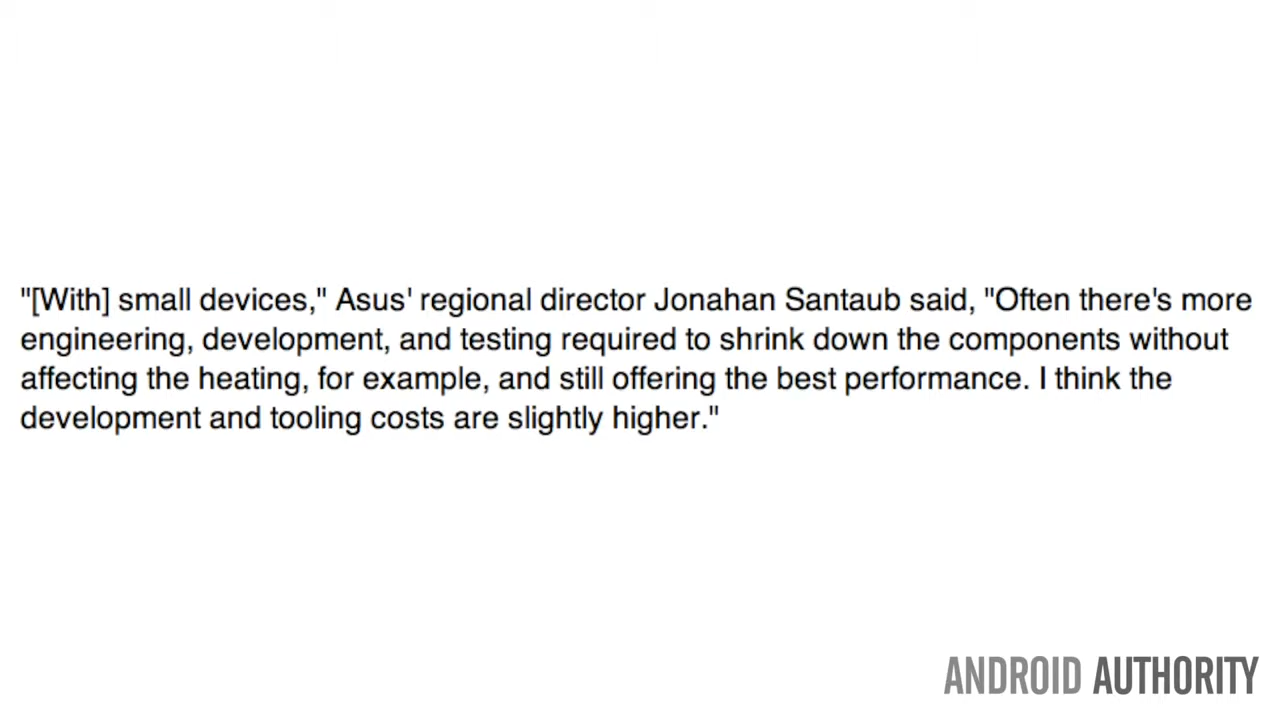 "[With] small devices," Asus' regional director Jonahan Santaub said, "Often there's more
engineering, development, and testing required to shrink down the components without
affecting the heating, for example, and still offering the best performance. I think the
development and tooling costs are slightly higher."
ANDROID AUTHORITY